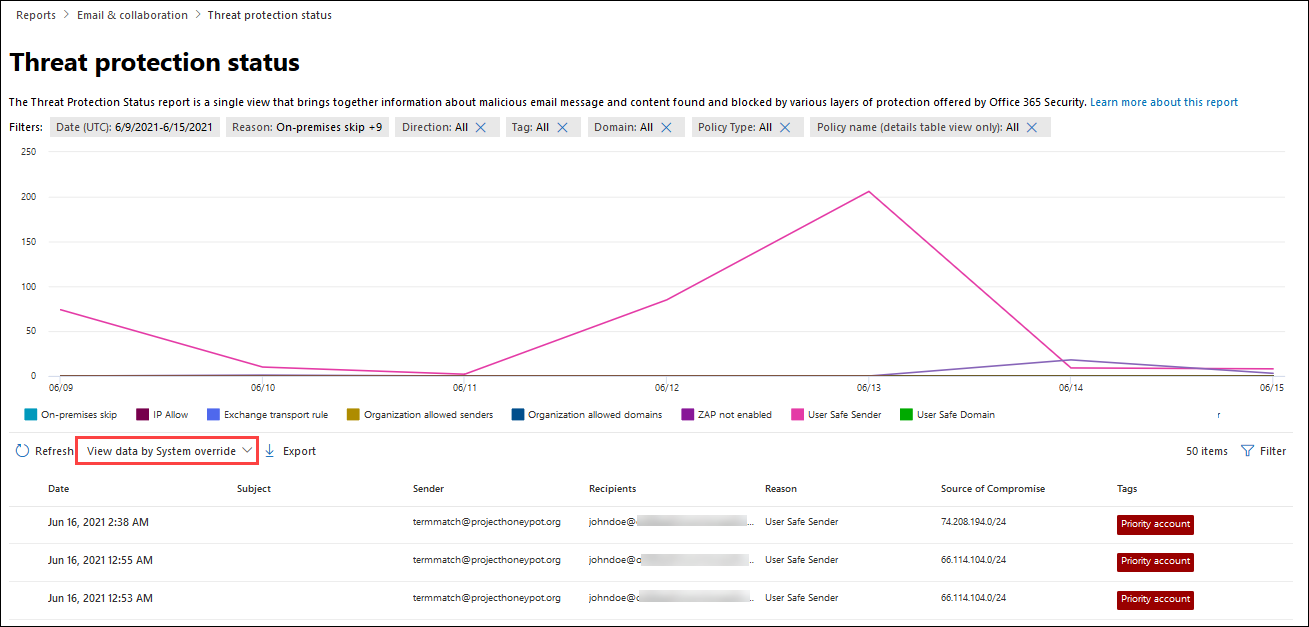 Reports > Email & collaboration > Threat protection status
Threat protection status
The Threat Protection Status report is a single view that brings together information about malicious email message and content found and blocked by various layers of protection offered by Office 365 Security. Learn more about this report
Filters: Date (UTC): 6/9/2021-6/15/2021 Reason: On-premises skip +9 Direction: All Tag: All Domain: All Policy Type: All Policy name (details table view only): All
250
200
150
100
50
0
06/09 06/10 06/11 06/12 06/13 06/14 06/15
On-premises skip IP Allow Exchange transport rule Organization allowed senders Organization allowed domains ZAP not enabled User Safe Sender User Safe Domain r
Refresh View data by System override Export 50 items Filter
Date Subject Sender Recipients Reason Source of Compromise Tags
Jun 16, 2021 2:38 AM termmatch@projecthoneypot.org johndoe@ ... User Safe Sender 74.208.194.0/24 Priority account
Jun 16, 2021 12:55 AM termmatch@projecthoneypot.org johndoe@ .. User Safe Sender 66.114.104.0/24 Priority account
Jun 16, 2021 12:53 AM termmatch@projecthoneypot.org johndoe@ .. User Safe Sender 66.114.104.0/24 Priority account